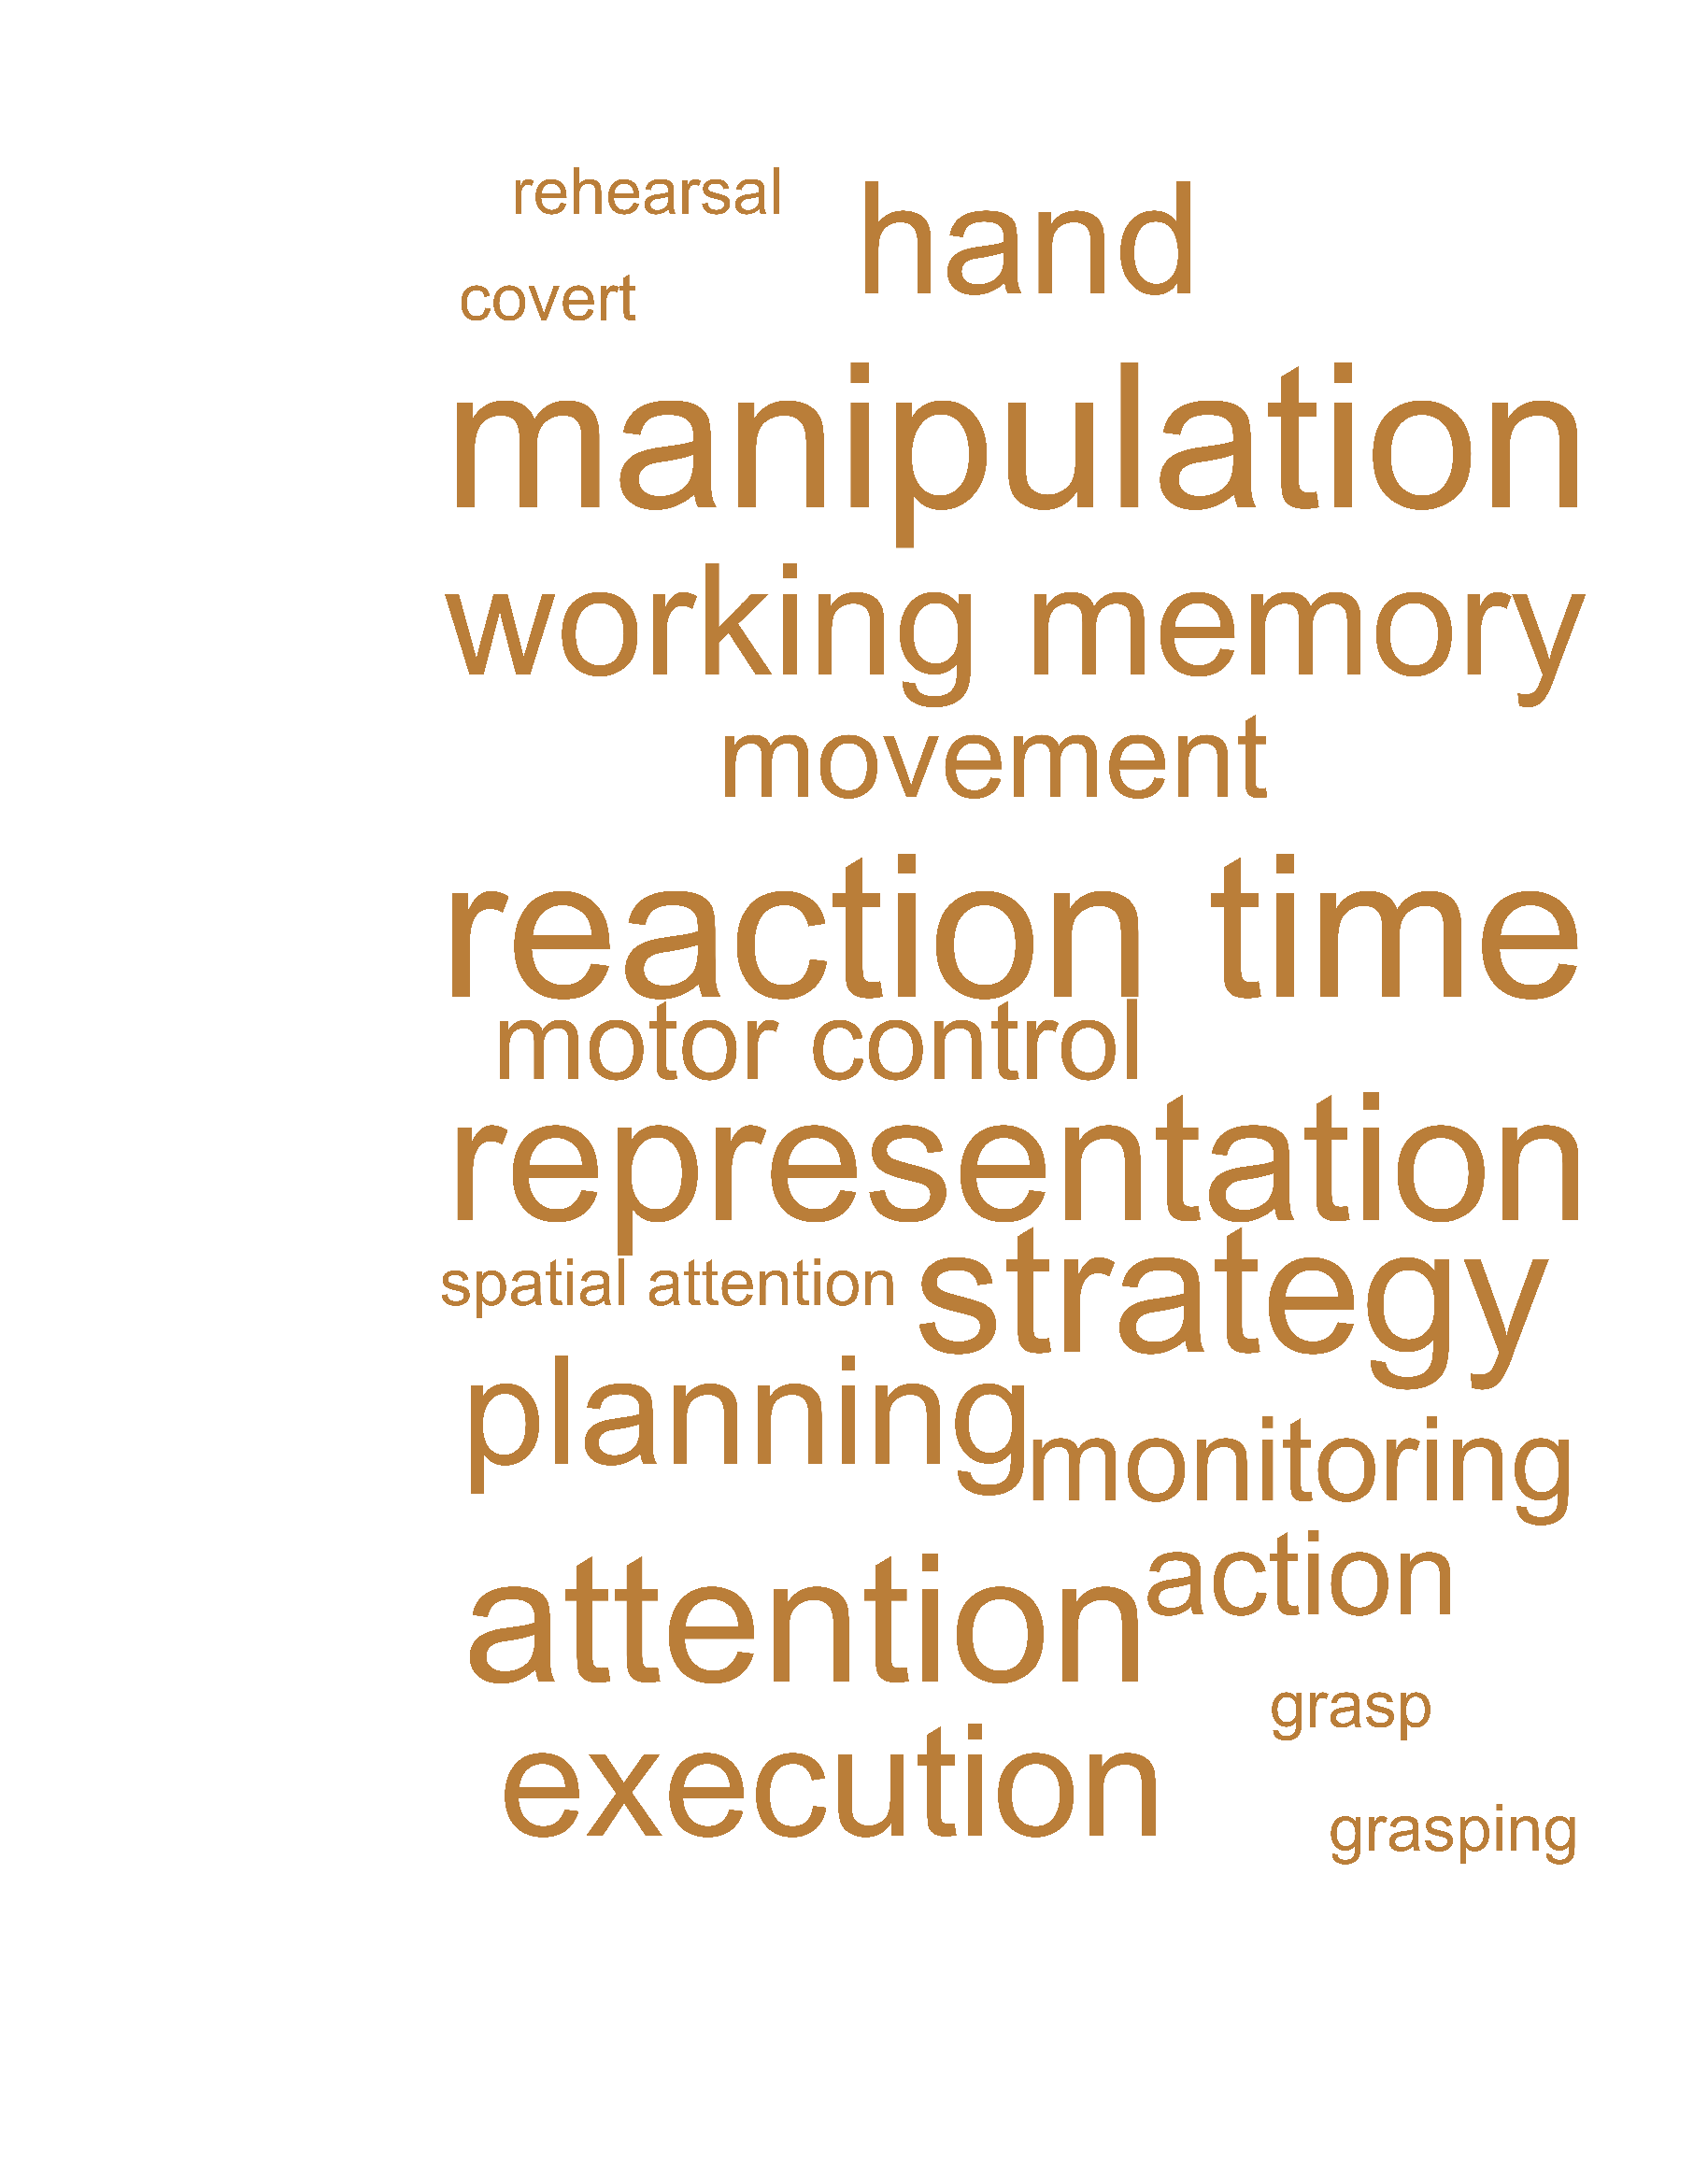 rehearsal
hand
covert
manipulation
working memory
movement
reaction time
motor control
representation
spatial attention
strategy
planning
monitoring
action
attention
grasp
execution
grasping